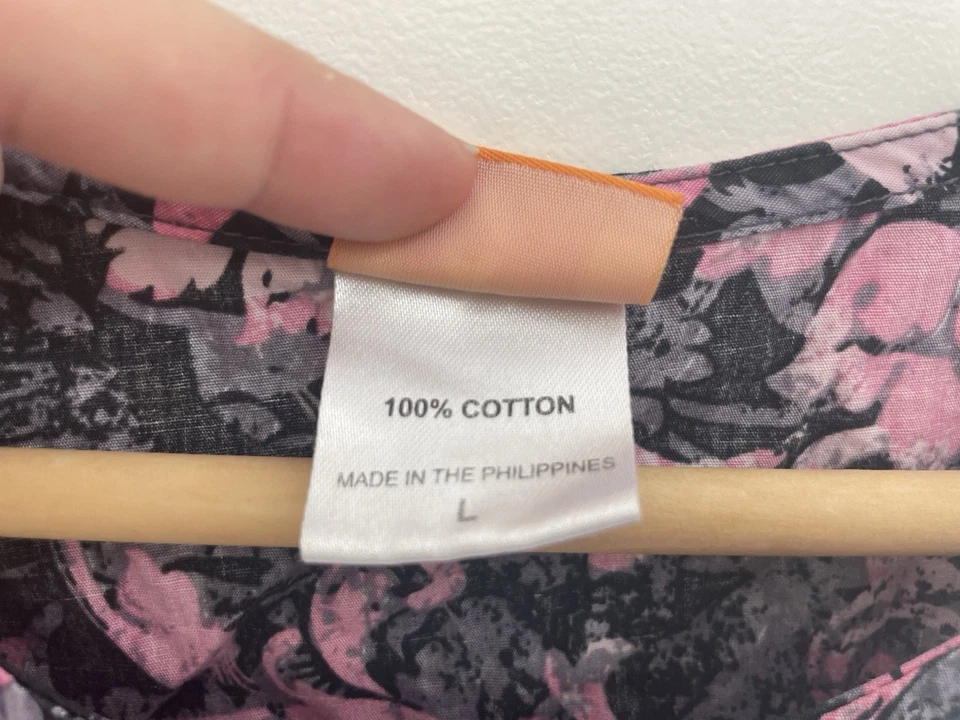 100% COTTON
MADE IN THE PHILIPPINES
L